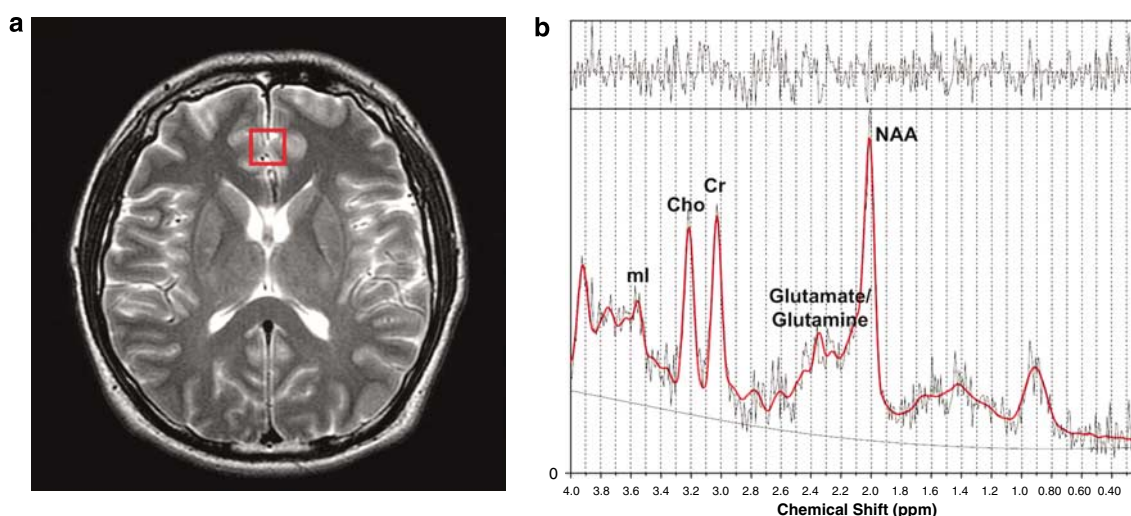 a
b
NAA
Cr
Cho
mI
Glutamate/
Glutamine
0
4.0 3.8 3.6 3.4 3.2 3.0 2.8 2.6 2.4 2.2 2.0 1.8 1.6 1.4 1.2 1.0 0.80 0.60 0.40
Chemical Shift (ppm)